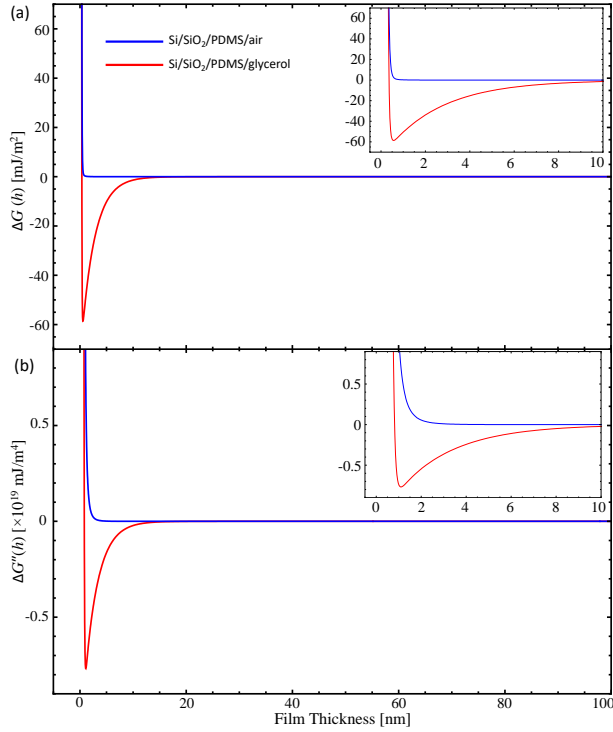 (a)
Si/SiO₂/PDMS/air
Si/SiO₂/PDMS/glycerol
60
40
20
0
-20
-40
-60
ΔG (h) [mJ/m²]
60
40
20
0
-20
-40
-60
0 2 4 6 8 10
(b)
0.5
0
-0.5
ΔG″(h) [×10¹⁹ mJ/m⁴]
0.5
0
-0.5
0 2 4 6 8 10
0 20 40 60 80 100
Film Thickness [nm]